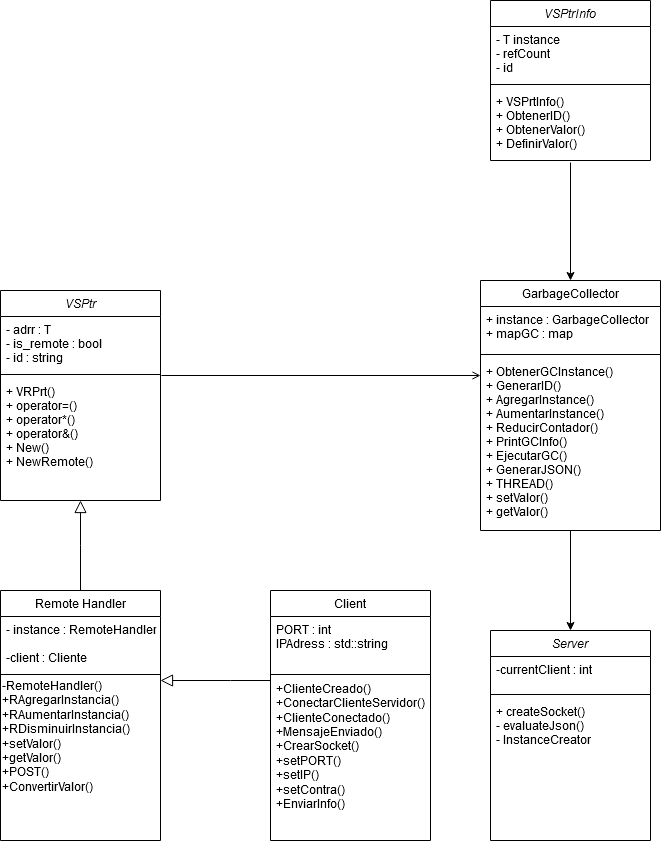 VSPtrInfo
- T instance
- refCount
- id
+ VSPrtInfo()
+ ObtenerID()
+ ObtenerValor()
+ DefinirValor()
VSPtr
- adrr : T
- is_remote : bool
- id : string
+ VRPrt()
+ operator=()
+ operator*()
+ operator&()
+ New()
+ NewRemote()
GarbageCollector
+ instance : GarbageCollector
+ mapGC : map
+ ObtenerGCInstance()
+ GenerarID()
+ AgregarInstance()
+ AumentarInstance()
+ ReducirContador()
+ PrintGCInfo()
+ EjecutarGC()
+ GenerarJSON()
+ THREAD()
+ setValor()
+ getValor()
Remote Handler
- instance : RemoteHandler
-client : Cliente
-RemoteHandler()
+RAgregarInstancia()
+RAumentarInstancia()
+RDisminuirInstancia()
+setValor()
+getValor()
+POST()
+ConvertirValor()
Client
PORT : int
IPAdress : std::string
+ClienteCreado()
+ConectarClienteServidor()
+ClienteConectado()
+MensajeEnviado()
+CrearSocket()
+setPORT()
+setIP()
+setContra()
+EnviarInfo()
Server
-currentClient : int
+ createSocket()
- evaluateJson()
- InstanceCreator